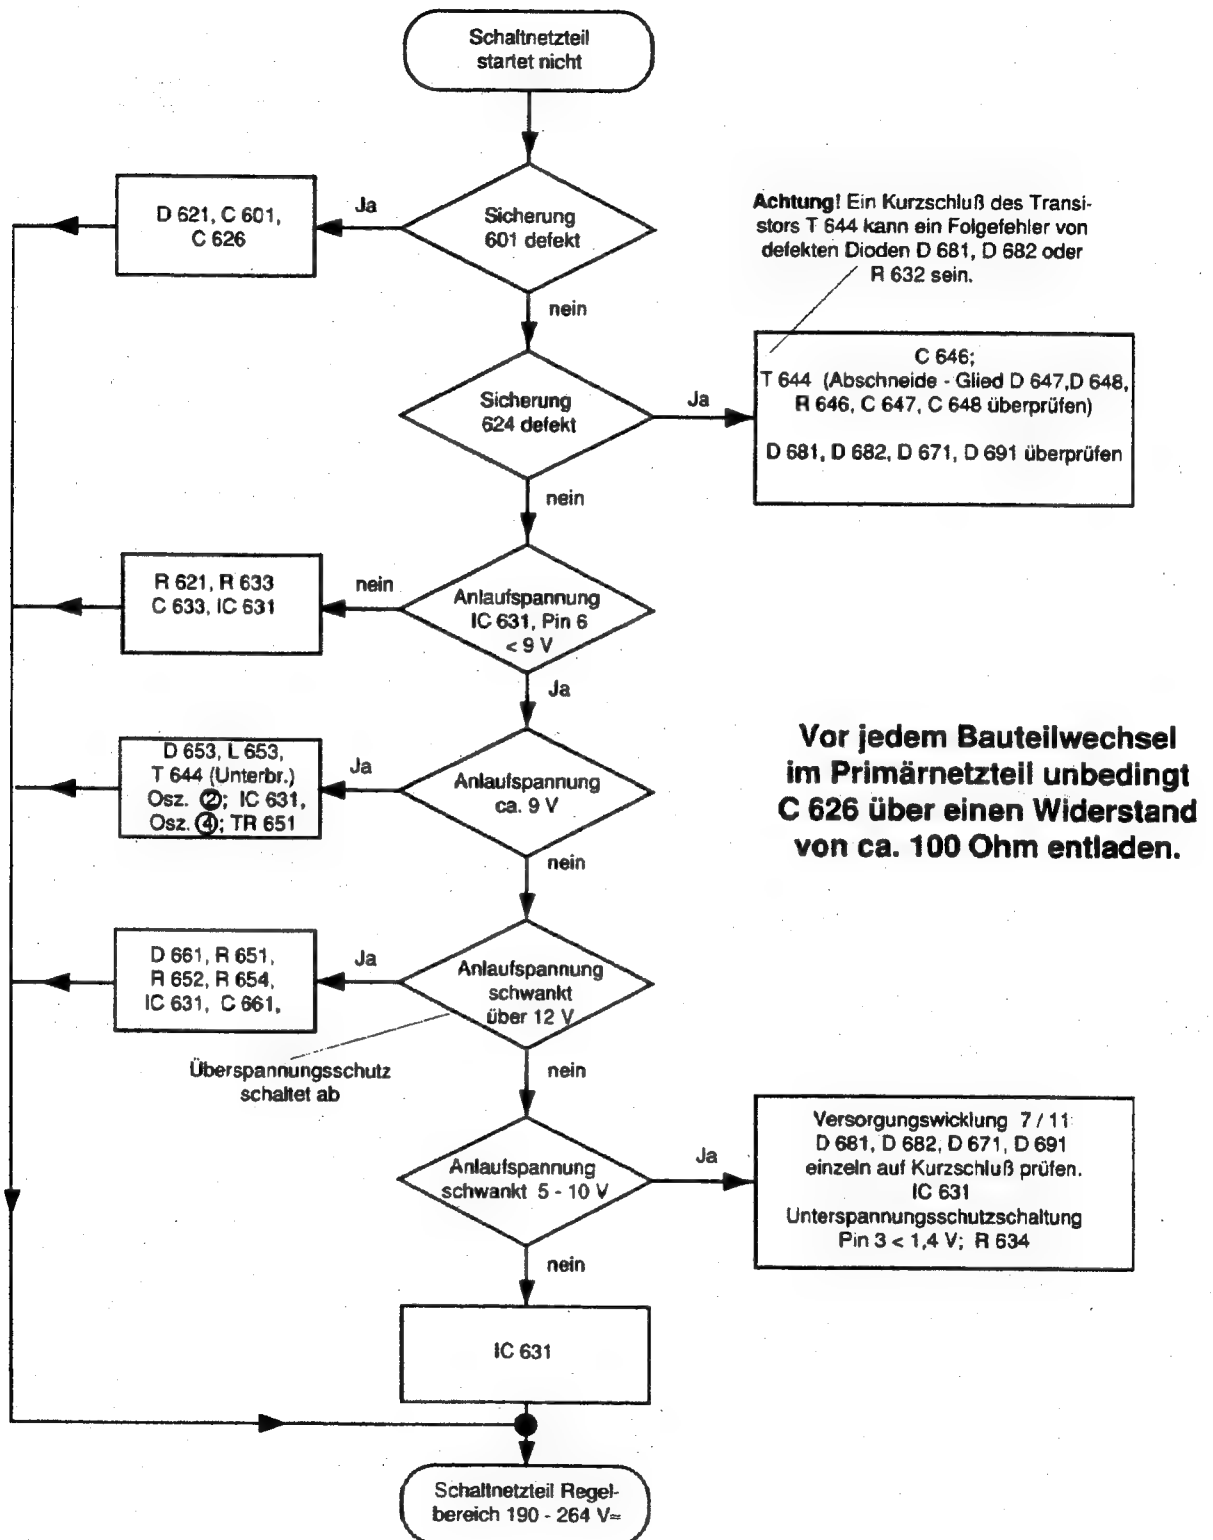 Schaltnetzteil
startet nicht
D 621, C 601,
C 626
Ja
Sicherung
601 defekt
Achtung! Ein Kurzschluß des Transi-
stors T 644 kann ein Folgefehler von
defekten Dioden D 681, D 682 oder
R 632 sein.
nein
Sicherung
624 defekt
Ja
C 646;
T 644 (Abschneide - Glied D 647,D 648,
R 646, C 647, C 648 überprüfen)
D 681, D 682, D 671, D 691 überprüfen
nein
R 621, R 633
C 633, IC 631
nein
Anlaufspannung
IC 631, Pin 6
< 9 V
Ja
D 653, L 653,
T 644 (Unterbr.)
Osz. ②; IC 631,
Osz. ④; TR 651
Ja
Anlaufspannung
ca. 9 V
Vor jedem Bauteilwechsel
im Primärnetzteil unbedingt
C 626 über einen Widerstand
von ca. 100 Ohm entladen.
nein
D 661, R 651,
R 652, R 654,
IC 631, C 661,
Ja
Anlaufspannung
schwankt
über 12 V
Überspannungsschutz
schaltet ab
nein
Anlaufspannung
schwankt 5 - 10 V
Ja
Versorgungswicklung 7 / 11
D 681, D 682, D 671, D 691
einzeln auf Kurzschluß prüfen.
IC 631
Unterspannungsschutzschaltung
Pin 3 < 1,4 V; R 634
nein
IC 631
Schaltnetzteil Regel-
bereich 190 - 264 V≂